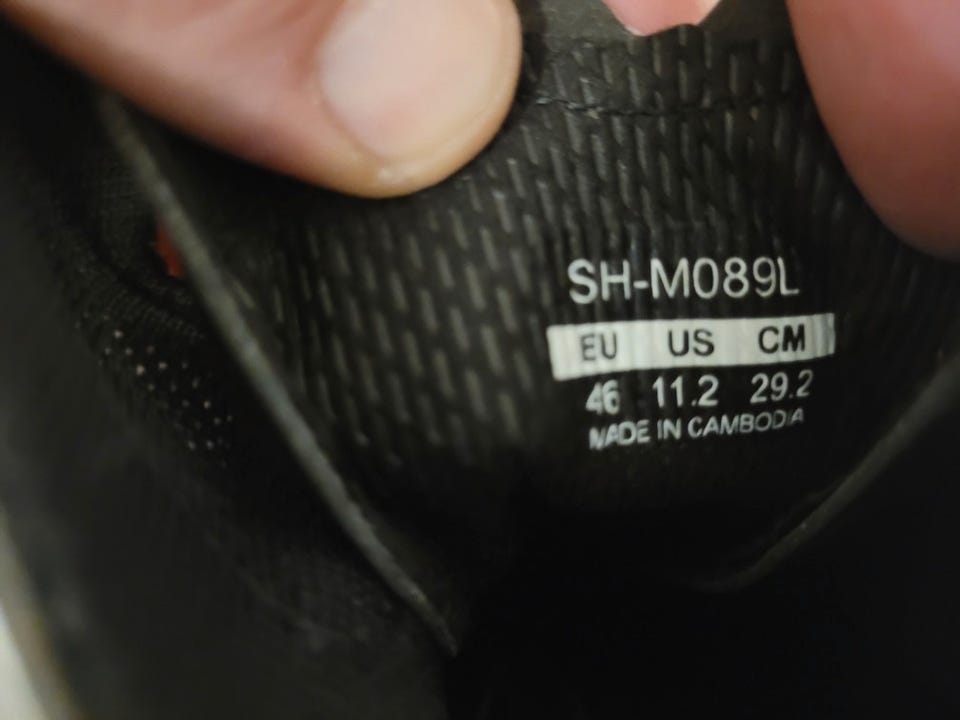 SH-M089L
EU US CM
46 11.2 29.2
MADE IN CAMBODIA